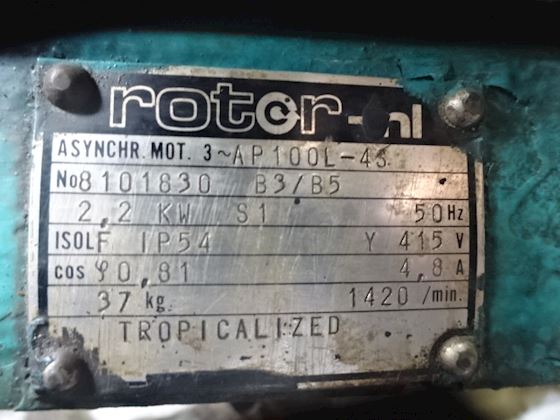 rotor-nl
ASYNCHR. MOT. 3~AP100L-4S
No8101830 B3/B5
2,2 KW S1 50Hz
ISOLF IP54 Y 415 V
cos φ0,81 4,8 A
37 kg. 1420 /min.
TROPICALIZED